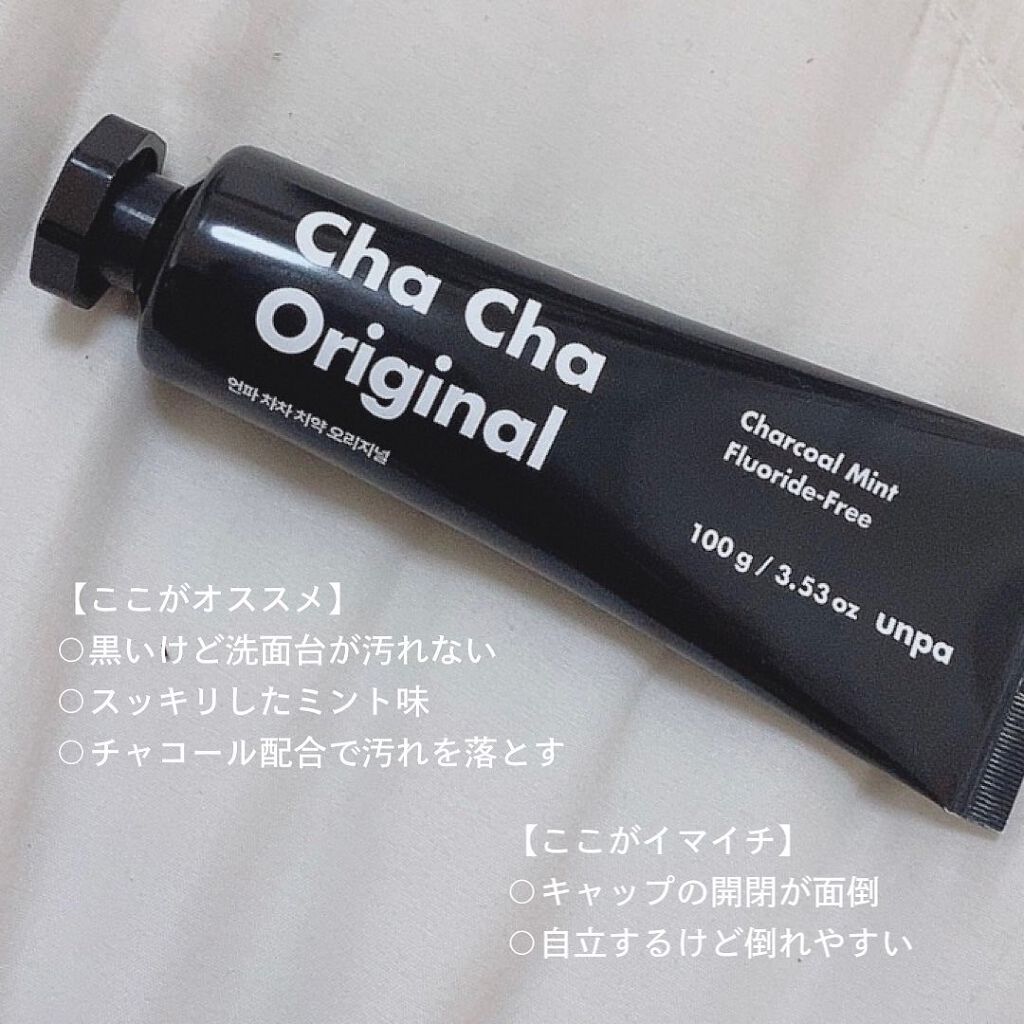 Cha Cha
Original
언파 차차 치약 오리지널
Charcoal Mint
Fluoride-Free
100 g / 3.53 oz unpa
【ここがオススメ】
○黒いけど洗面台が汚れない
○スッキリしたミント味
○チャコール配合で汚れを落とす
【ここがイマイチ】
○キャップの開閉が面倒
○自立するけど倒れやすい